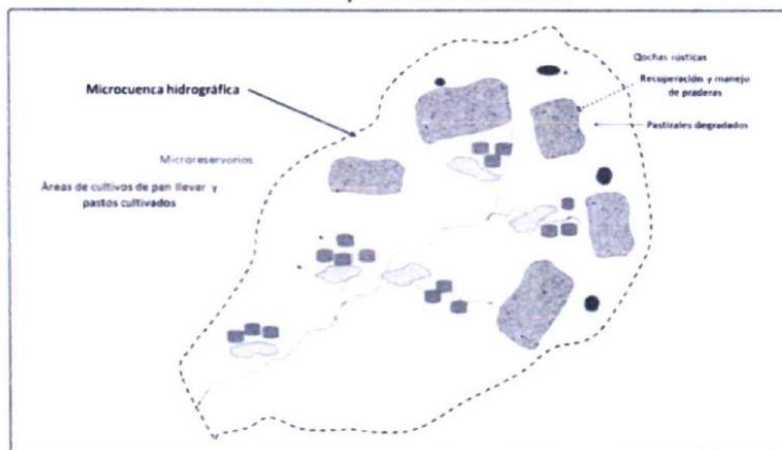 Qochas rústicas
Recuperación y manejo
de praderas
Microcuenca hidrográfica
Pastizales degradados
Microreservorios
Áreas de cultivos de pan llevar y
pastos cultivados